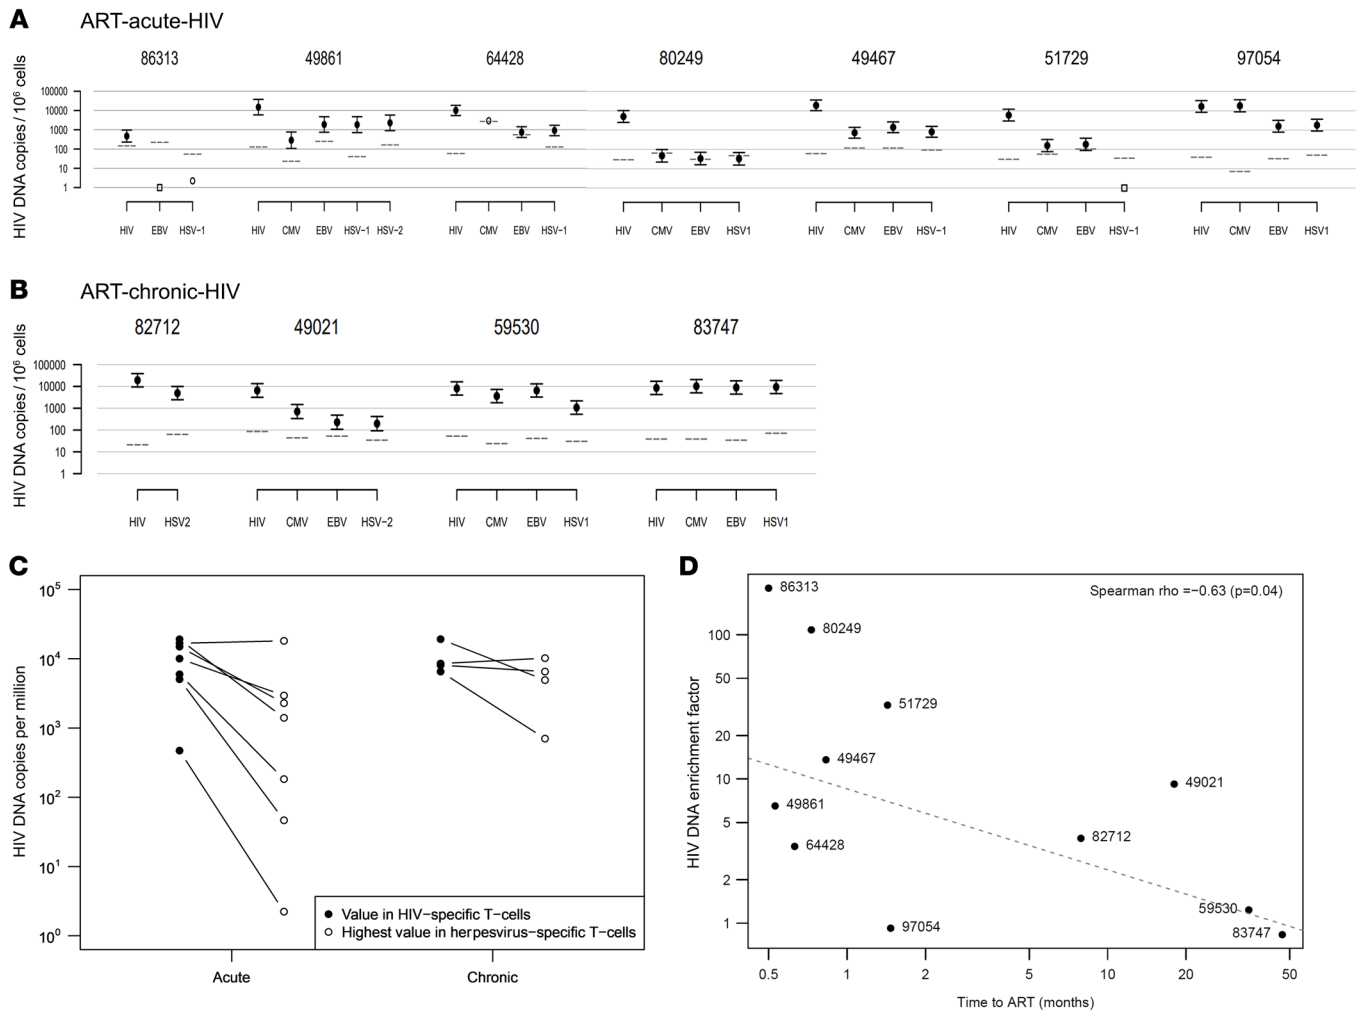 A ART-acute-HIV
86313 49861 64428 80249 49467 51729 97054
HIV DNA copies / 10⁶ cells
100000
10000
1000
100
10
1
HIV EBV HSV-1 HIV CMV EBV HSV-1 HSV-2 HIV CMV EBV HSV-1 HIV CMV EBV HSV1 HIV CMV EBV HSV-1 HIV CMV EBV HSV-1 HIV CMV EBV HSV1
B ART-chronic-HIV
82712 49021 59530 83747
HIV DNA copies / 10⁶ cells
100000
10000
1000
100
10
1
HIV HSV2 HIV CMV EBV HSV-2 HIV CMV EBV HSV1 HIV CMV EBV HSV1
C
HIV DNA copies per million
10⁵
10⁴
10³
10²
10¹
10⁰
Value in HIV-specific T-cells
Highest value in herpesvirus-specific T-cells
Acute Chronic
D
Spearman rho =-0.63 (p=0.04)
HIV DNA enrichment factor
100
50
20
10
5
2
1
86313
80249
51729
49467
49021
49861
82712
64428
59530
97054
83747
0.5 1 2 5 10 20 50
Time to ART (months)